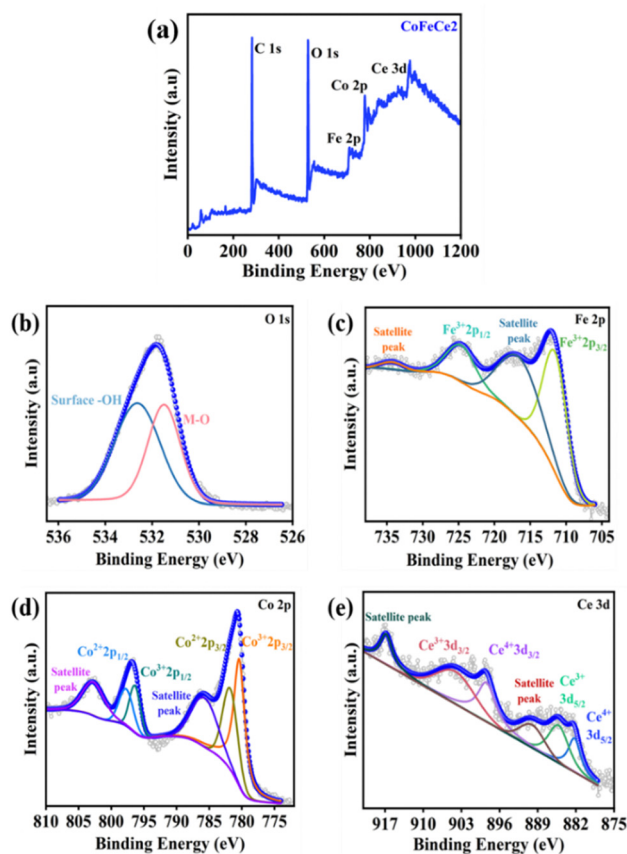 (a)
CoFeCe2
C 1s
O 1s
Ce 3d
Co 2p
Fe 2p
Intensity (a.u)
0 200 400 600 800 1000 1200
Binding Energy (eV)
(b)
O 1s
Surface -OH
M-O
Intensity (a.u)
536 534 532 530 528 526
Binding Energy (eV)
(c)
Fe 2p
Satellite
peak
Fe³⁺2p₁/₂
Satellite
peak
Fe³⁺2p₃/₂
Intensity (a.u.)
735 730 725 720 715 710 705
Binding Energy (eV)
(d)
Co 2p
Co²⁺2p₁/₂
Co³⁺2p₁/₂
Satellite
peak
Co²⁺2p₃/₂
Co³⁺2p₃/₂
Satellite peak
Intensity (a.u.)
810 805 800 795 790 785 780 775
Binding Energy (eV)
(e)
Ce 3d
Satellite peak
Ce³⁺3d₃/₂
Ce⁴⁺3d₃/₂
Satellite
peak
Ce³⁺
3d₅/₂
Ce⁴⁺
3d₅/₂
Intensity (a.u.)
917 910 903 896 889 882 875
Binding Energy (eV)